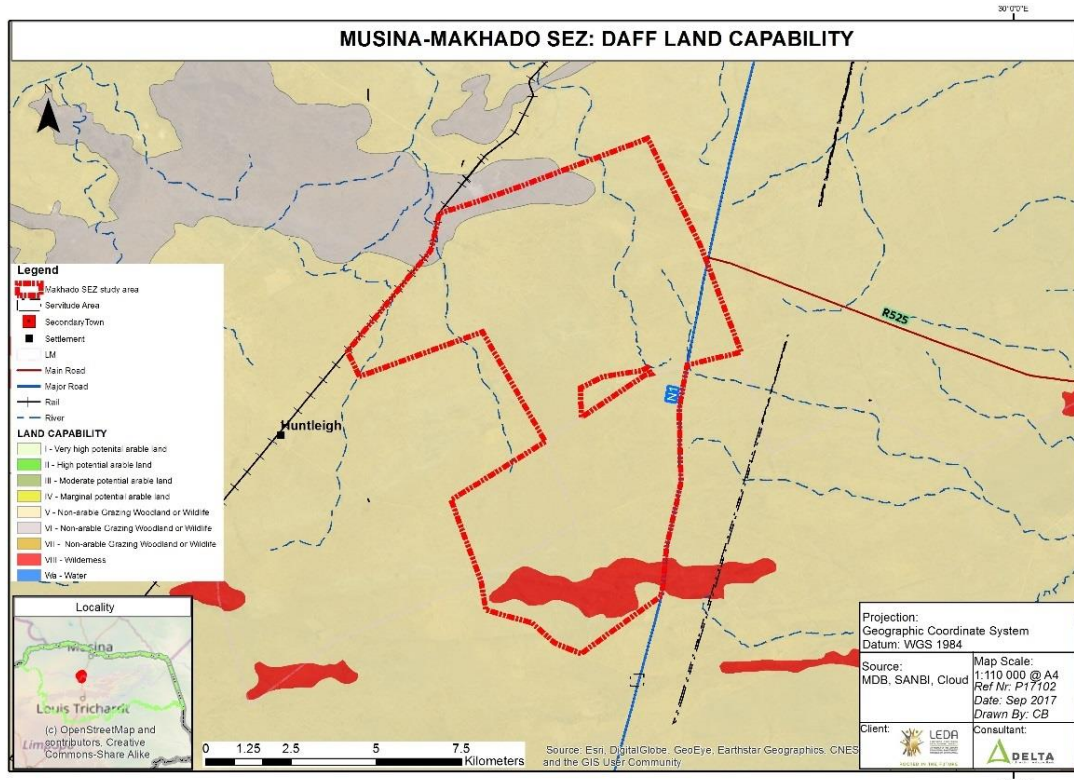 30°0'0"E
MUSINA-MAKHADO SEZ: DAFF LAND CAPABILITY
N
R525
N1
Huntleigh
Legend
Makhado SEZ study area
Servitude Area
Secondary Town
Settlement
LM
Main Road
Major Road
Rail
River
LAND CAPABILITY
I - Very high potenital arable land
II - High potential arable land
III - Moderate potential arable land
IV - Marginal potential arable land
V - Non-arable Grazing Woodland or Wildlife
VI - Non-arable Grazing Woodland or Wildlife
VII - Non-arable Grazing Woodland or Wildlife
VIII - Wilderness
Wa - Water
Locality
Musina
Louis Trichardt
(c) OpenStreetMap and
contributors, Creative
Commons-Share Alike
0 1.25 2.5 5 7.5
Kilometers
Source: Esri, DigitalGlobe, GeoEye, Earthstar Geographics, CNES
and the GIS User Community
Projection:
Geographic Coordinate System
Datum: WGS 1984
Source:
MDB, SANBI, Cloud
Map Scale:
1:110 000 @ A4
Ref Nr: P17102
Date: Sep 2017
Drawn By: CB
Client:
LEDA
Consultant:
DELTA